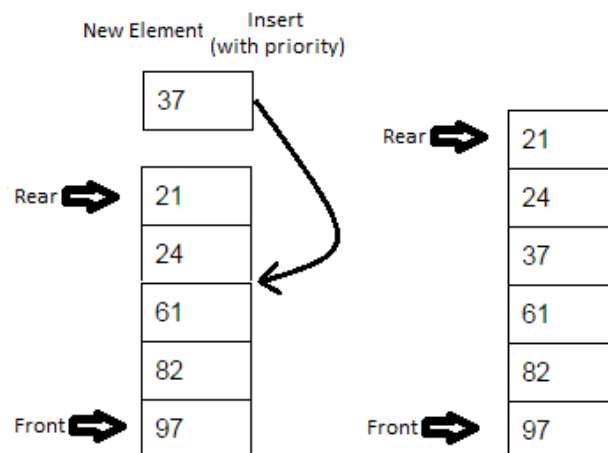 New Element
Insert
(with priority)
37
Rear
21
24
61
82
Front
97
Rear
21
24
37
61
82
Front
97